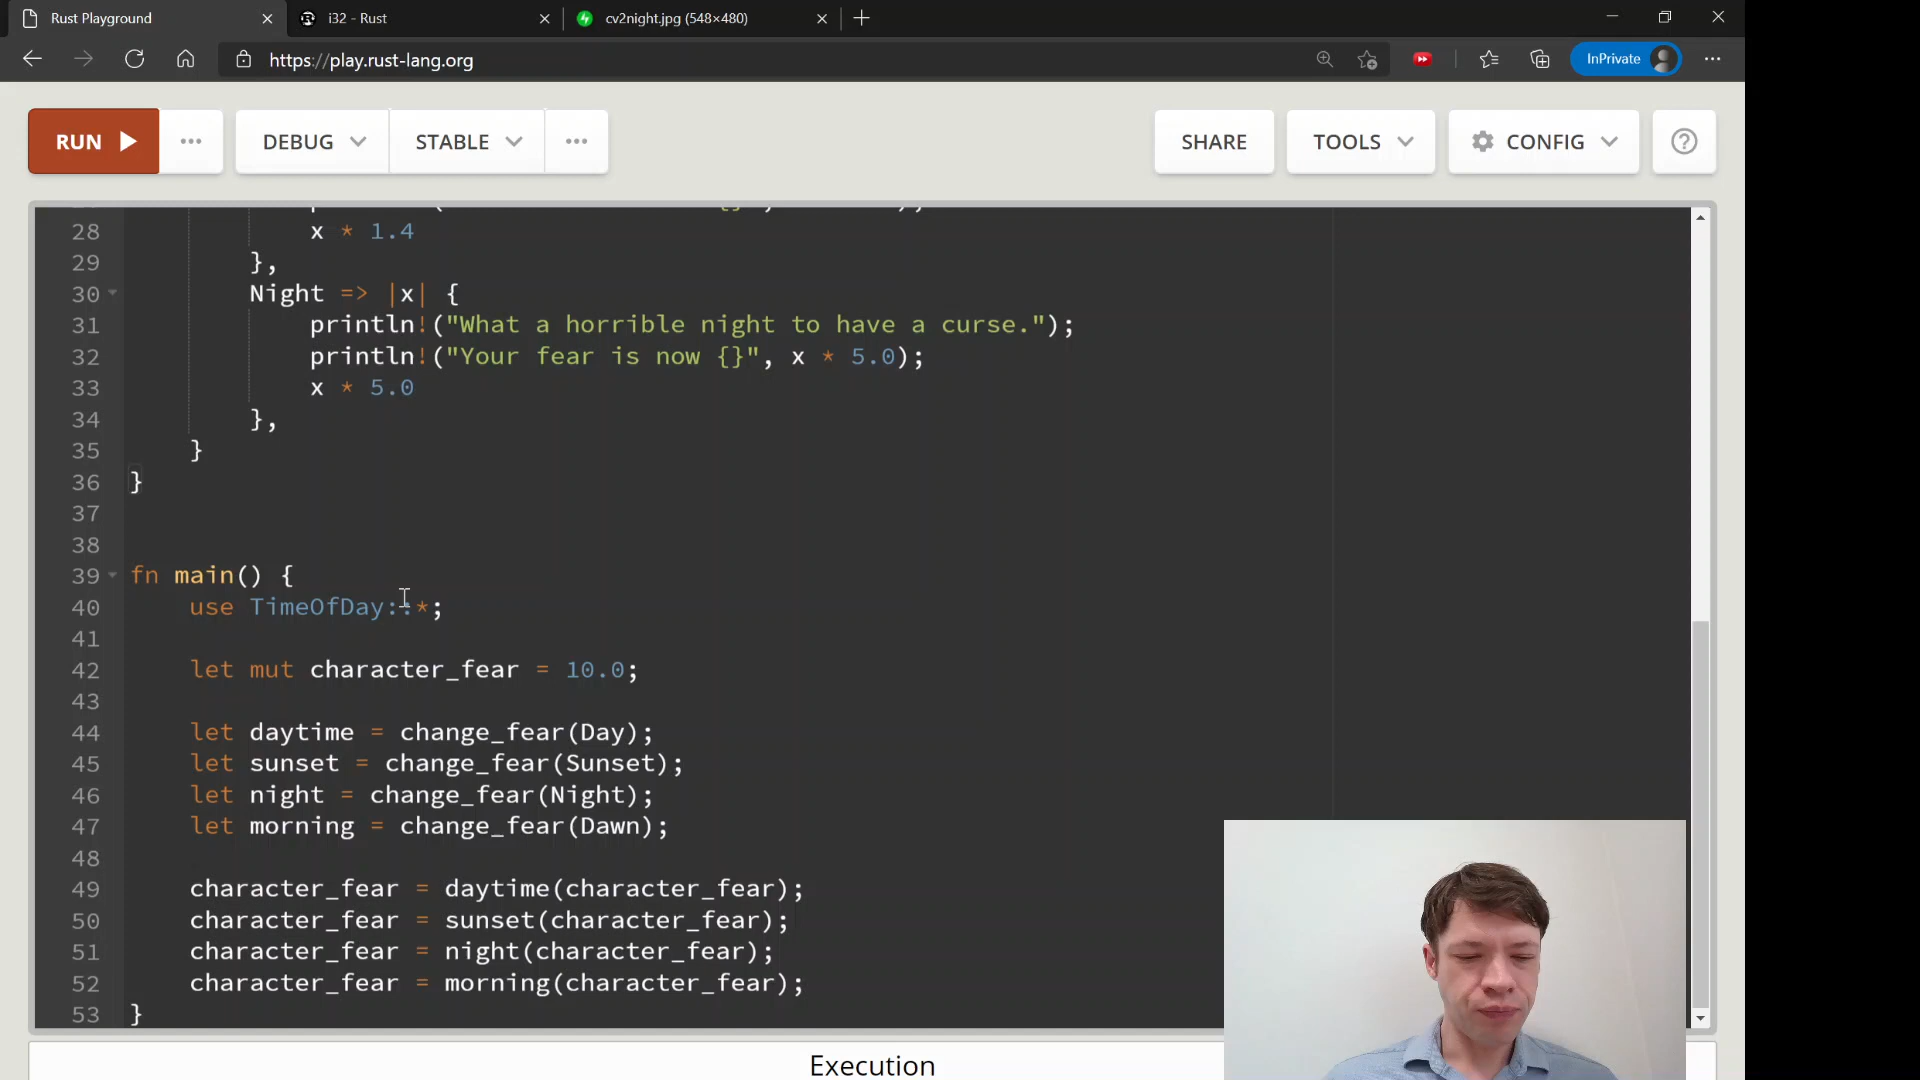 Rust Playground
i32 - Rust
cv2night.jpg (548×480)
https://play.rust-lang.org
InPrivate
RUN
DEBUG
STABLE
SHARE
TOOLS
CONFIG
28 x * 1.4
29 },
30 Night => |x| {
31 println!("What a horrible night to have a curse.");
32 println!("Your fear is now {}", x * 5.0);
33 x * 5.0
34 },
35 }
36 }
37
38
39 fn main() {
40 use TimeOfDay::*;
41
42 let mut character_fear = 10.0;
43
44 let daytime = change_fear(Day);
45 let sunset = change_fear(Sunset);
46 let night = change_fear(Night);
47 let morning = change_fear(Dawn);
48
49 character_fear = daytime(character_fear);
50 character_fear = sunset(character_fear);
51 character_fear = night(character_fear);
52 character_fear = morning(character_fear);
53 }
Execution